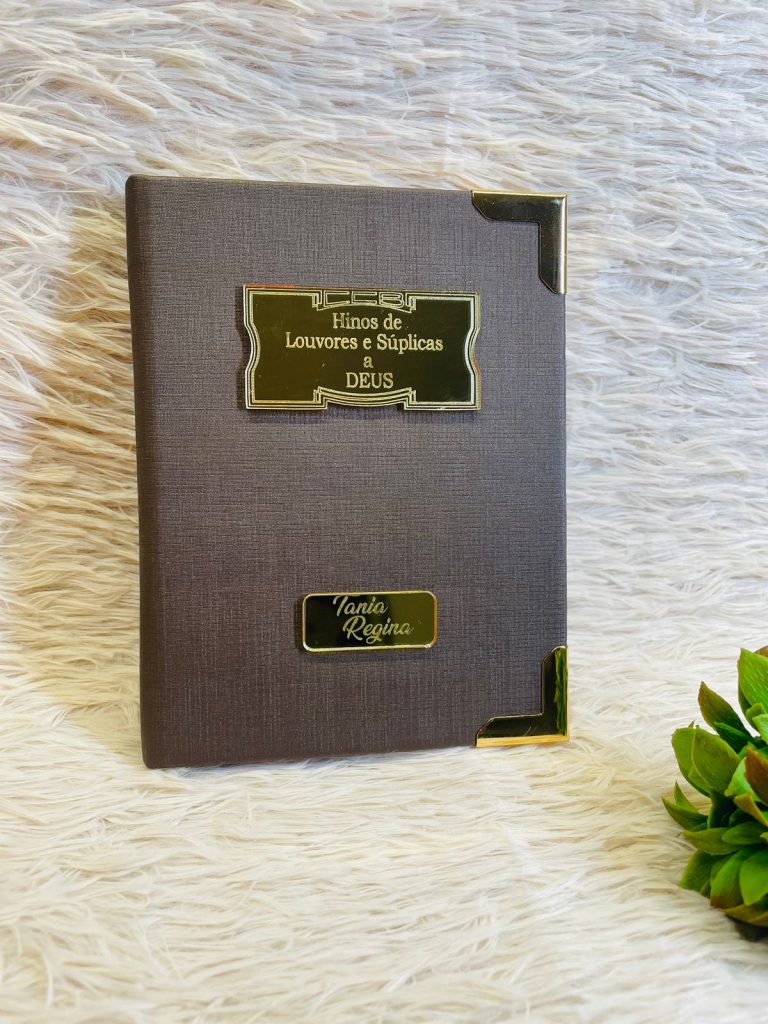 CCB
Hinos de
Louvores e Súplicas
a
DEUS
Tania
Regina